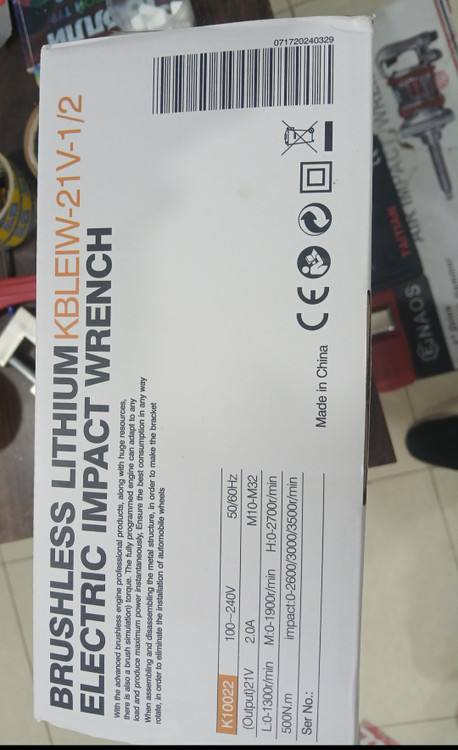 BRUSHLESS LITHIUM KBLEIW-21V-1/2
ELECTRIC IMPACT WRENCH
With the advanced brushless engine professional products, along with huge resources,
there is also a brush simulation) torque. The fully programmed engine can adapt to any
load and produce maximum power instantaneously, Ensure the best consumption in any way
When assembling and disassembling the metal structure, in order to make the bracket
rotate, in order to eliminate the installation of automobile wheels
K10022 100~240V 50/60Hz
(Output)21V 2.0A M10-M32
L:0-1300r/min M:0-1900r/min H:0-2700r/min
500N.m impact:0-2600/3000/3500r/min
Ser No.:
Made in China
CE
071720240329
GNAOS
TAIWAN